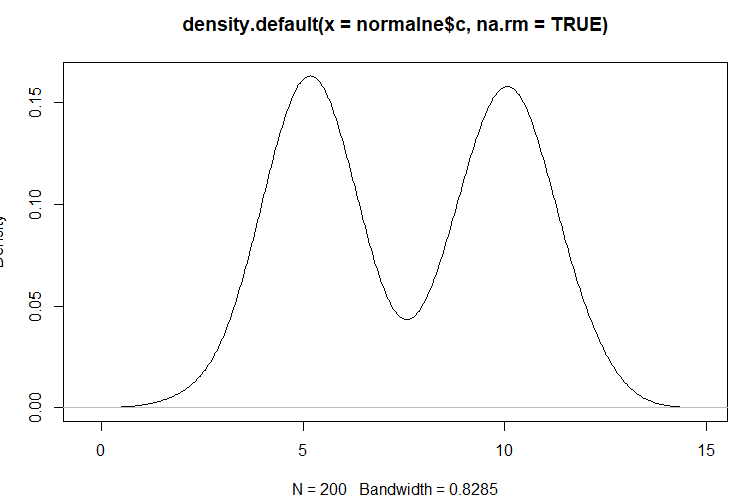 density.default(x = normalne$c, na.rm = TRUE)
Density
0.15
0.10
0.05
0.00
0
5
10
15
N = 200 Bandwidth = 0.8285